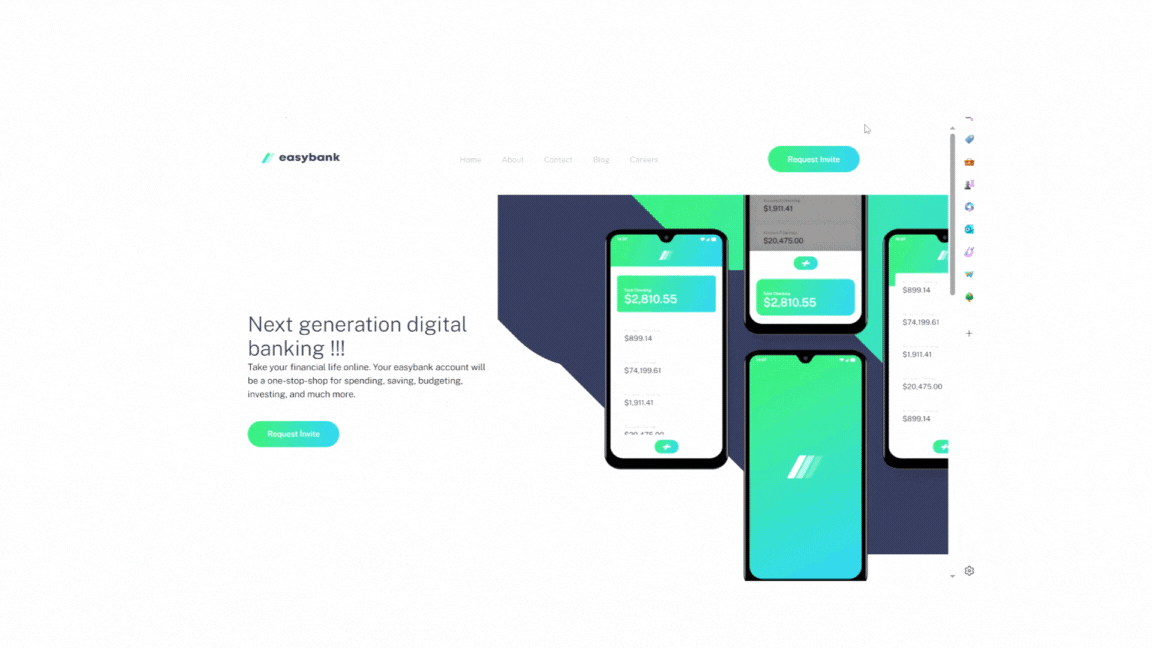 easybank
Home About Contact Blog Careers
Request Invite
Next generation digital
banking !!!
Take your financial life online. Your easybank account will
be a one-stop-shop for spending, saving, budgeting,
investing, and much more.
Request Invite
$2,810.55
$899.14
$74,199.61
$1,911.41
$20,475.00
$1,911.41
$20,475.00
$2,810.55
$899.14
$74,199.61
$1,911.41
$20,475.00
$899.14